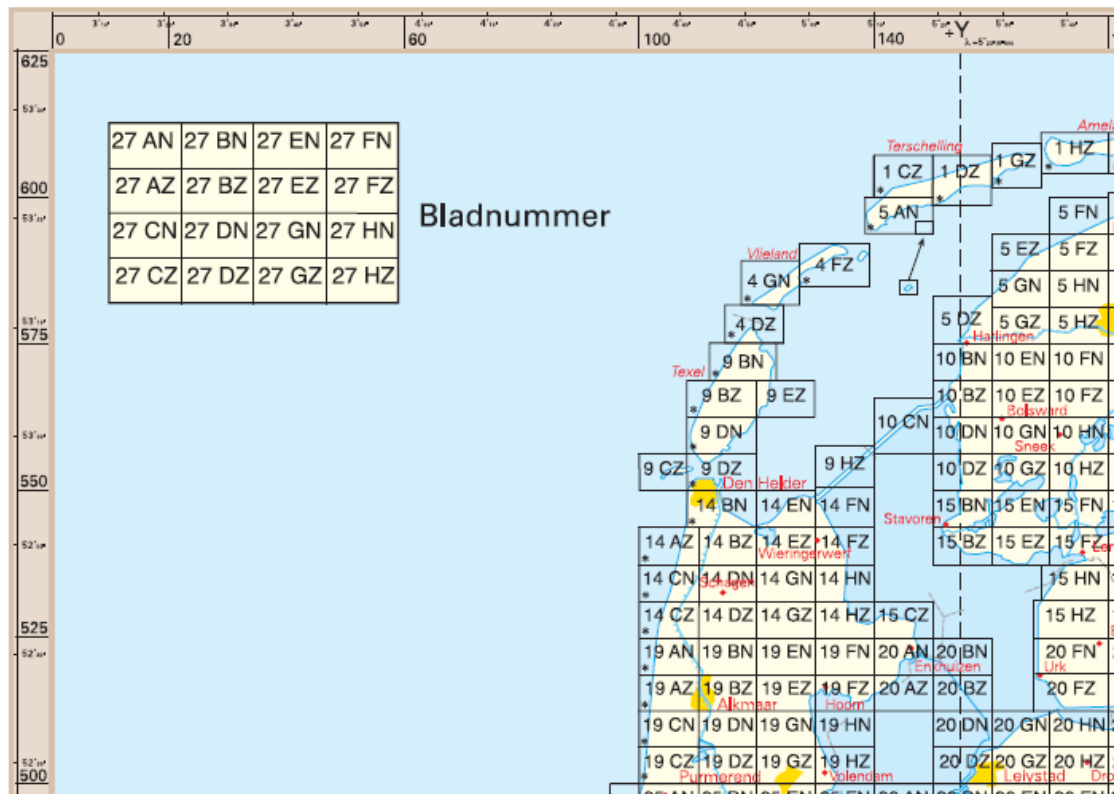 0 20 60 100 140
+Y
625
600
575
550
525
500
27 AN 27 BN 27 EN 27 FN
27 AZ 27 BZ 27 EZ 27 FZ
27 CN 27 DN 27 GN 27 HN
27 CZ 27 DZ 27 GZ 27 HZ
Bladnummer
Terschelling
1 CZ 1 DZ 1 GZ 1 HZ
5 AN 5 FN
Vlieland
4 GN 4 FZ 5 EZ 5 FZ
5 GN 5 HN
4 DZ 5 DZ 5 GZ 5 HZ
Harlingen
9 BN 10 BN 10 EN 10 FN
Texel
9 BZ 9 EZ 10 BZ 10 EZ 10 FZ
Bolsward
9 DN 10 CN 10 DN 10 GN 10 HN
Sneek
9 CZ 9 DZ 9 HZ 10 DZ 10 GZ 10 HZ
Den Helder
14 BN 14 EN 14 FN 15 BN 15 EN 15 FN
Stavoren
14 AZ 14 BZ 14 EZ 14 FZ 15 BZ 15 EZ 15 FZ
Wieringerwerf
14 CN 14 DN 14 GN 14 HN 15 HN
Schagen
14 CZ 14 DZ 14 GZ 14 HZ 15 CZ 15 HZ
19 AN 19 BN 19 EN 19 FN 20 AN 20 BN 20 FN
Enkhuizen
Urk
19 AZ 19 BZ 19 EZ 19 FZ 20 AZ 20 BZ 20 FZ
Alkmaar
Hoorn
19 CN 19 DN 19 GN 19 HN 20 DN 20 GN 20 HN
19 CZ 19 DZ 19 GZ 19 HZ 20 DZ 20 GZ 20 HZ
Purmerend
Volendam
Lelystad